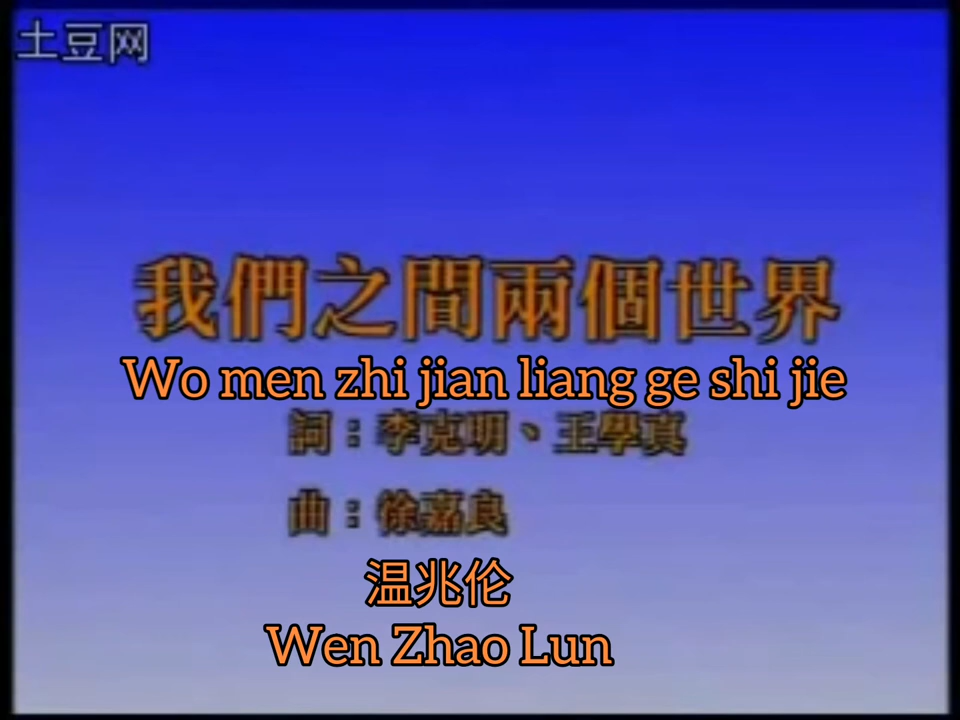 土豆网
我們之間兩個世界
Wo men zhi jian liang ge shi jie
詞：李克明、王學真
曲：徐嘉良
温兆伦
Wen Zhao Lun